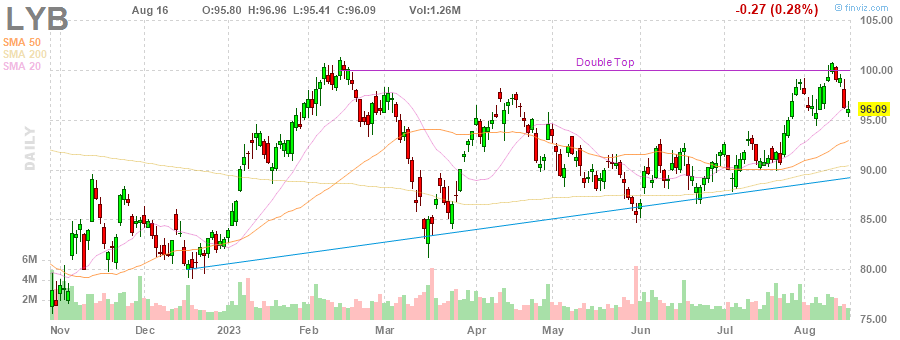 LYB Aug 16 O:95.80 H:96.96 L:95.41 C:96.09 Vol:1.26M -0.27 (0.28%) finviz.com
SMA 50
SMA 200
SMA 20
DAILY
Double Top
105.00
100.00
96.09
95.00
90.00
85.00
80.00
75.00
6M
4M
2M
Nov Dec 2023 Feb Mar Apr May Jun Jul Aug